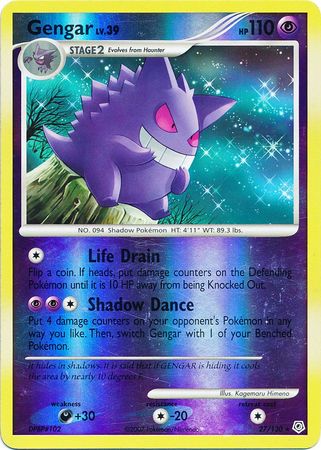 Gengar LV.39 HP 110
STAGE2 Evolves from Haunter
NO. 094 Shadow Pokémon HT: 4'11" WT: 89.3 lbs.
Life Drain
Flip a coin. If heads, put damage counters on the Defending
Pokémon until it is 10 HP away from being Knocked Out.
Shadow Dance
Put 4 damage counters on your opponent's Pokémon in any
way you like. Then, switch Gengar with 1 of your Benched
Pokémon.
It hides in shadows. It is said that if GENGAR is hiding, it cools
the area by nearly 10 degrees F.
Illus. Kagemaru Himeno
weakness resistance retreat cost
+30 -20
DPBP#102 ©2007 Pokémon/Nintendo 27/130 ★